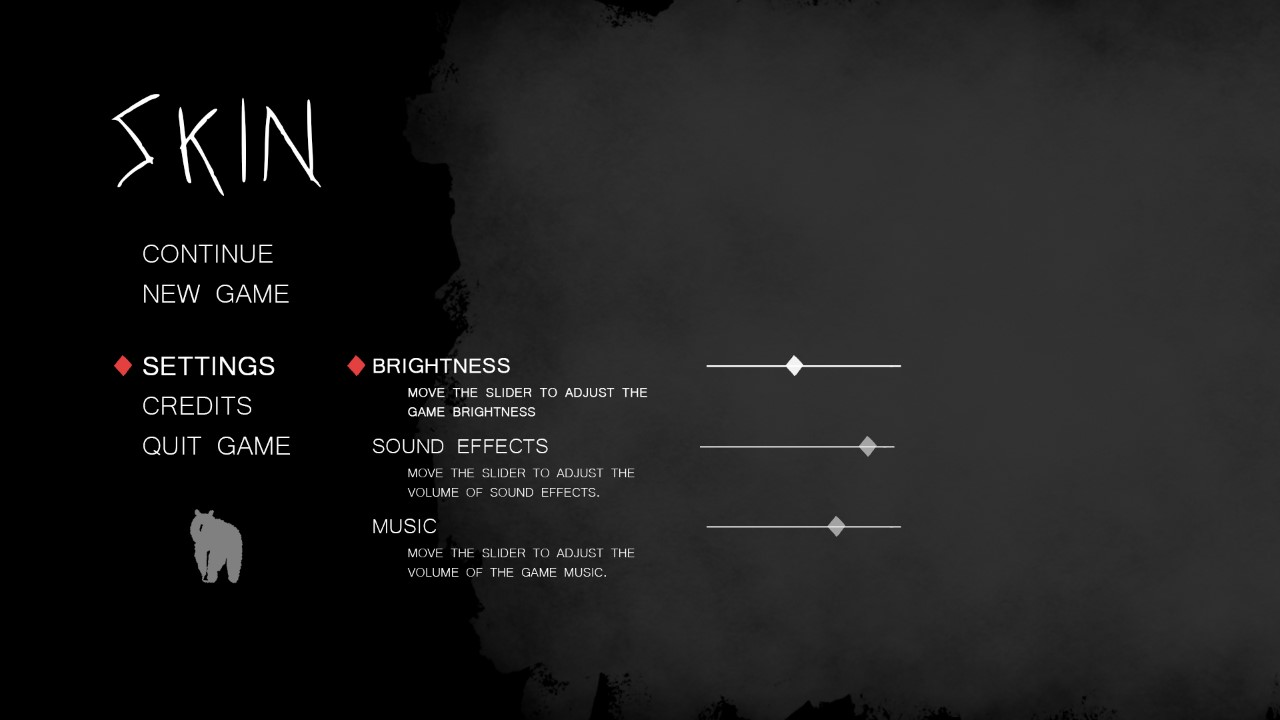 SKIN
CONTINUE
NEW GAME
SETTINGS
CREDITS
QUIT GAME
BRIGHTNESS
MOVE THE SLIDER TO ADJUST THE
GAME BRIGHTNESS
SOUND EFFECTS
MOVE THE SLIDER TO ADJUST THE
VOLUME OF SOUND EFFECTS.
MUSIC
MOVE THE SLIDER TO ADJUST THE
VOLUME OF THE GAME MUSIC.